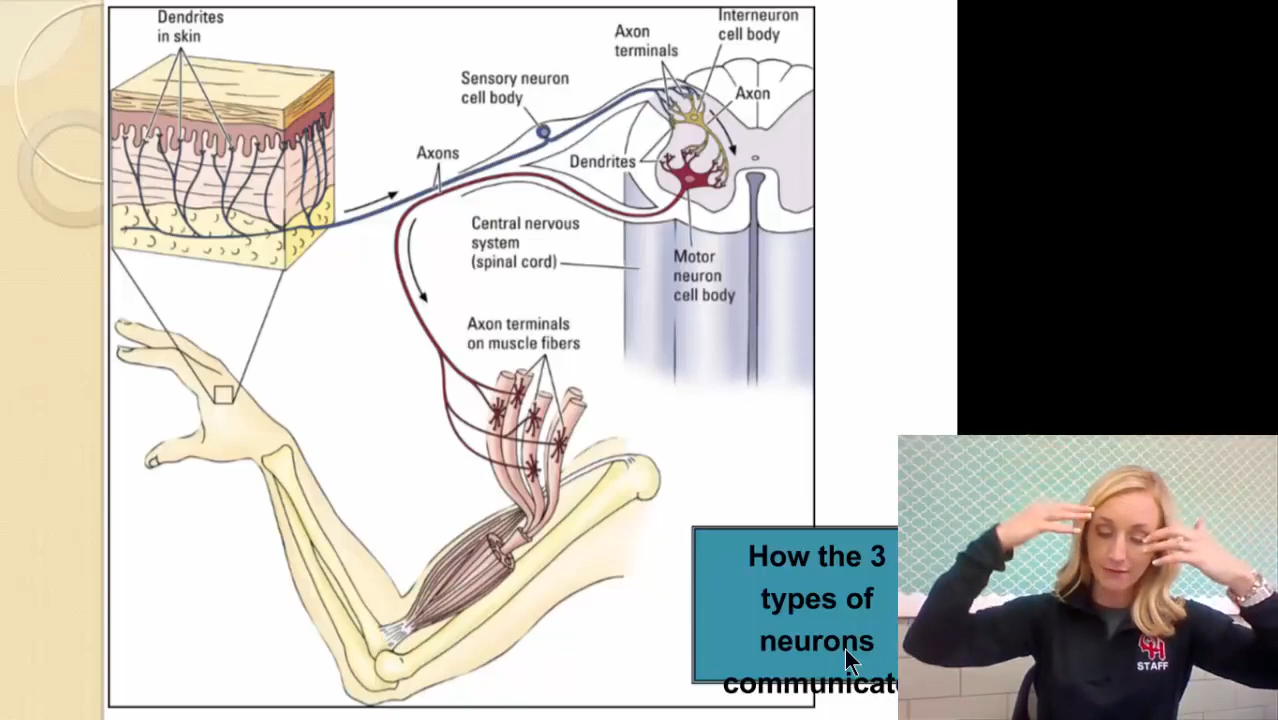 Dendrites
in skin
Interneuron
cell body
Axon
terminals
Sensory neuron
cell body
Axon
Axons
Dendrites
Central nervous
system
(spinal cord)
Motor
neuron
cell body
Axon terminals
on muscle fibers
How the 3
types of
neurons
communicat
STAFF